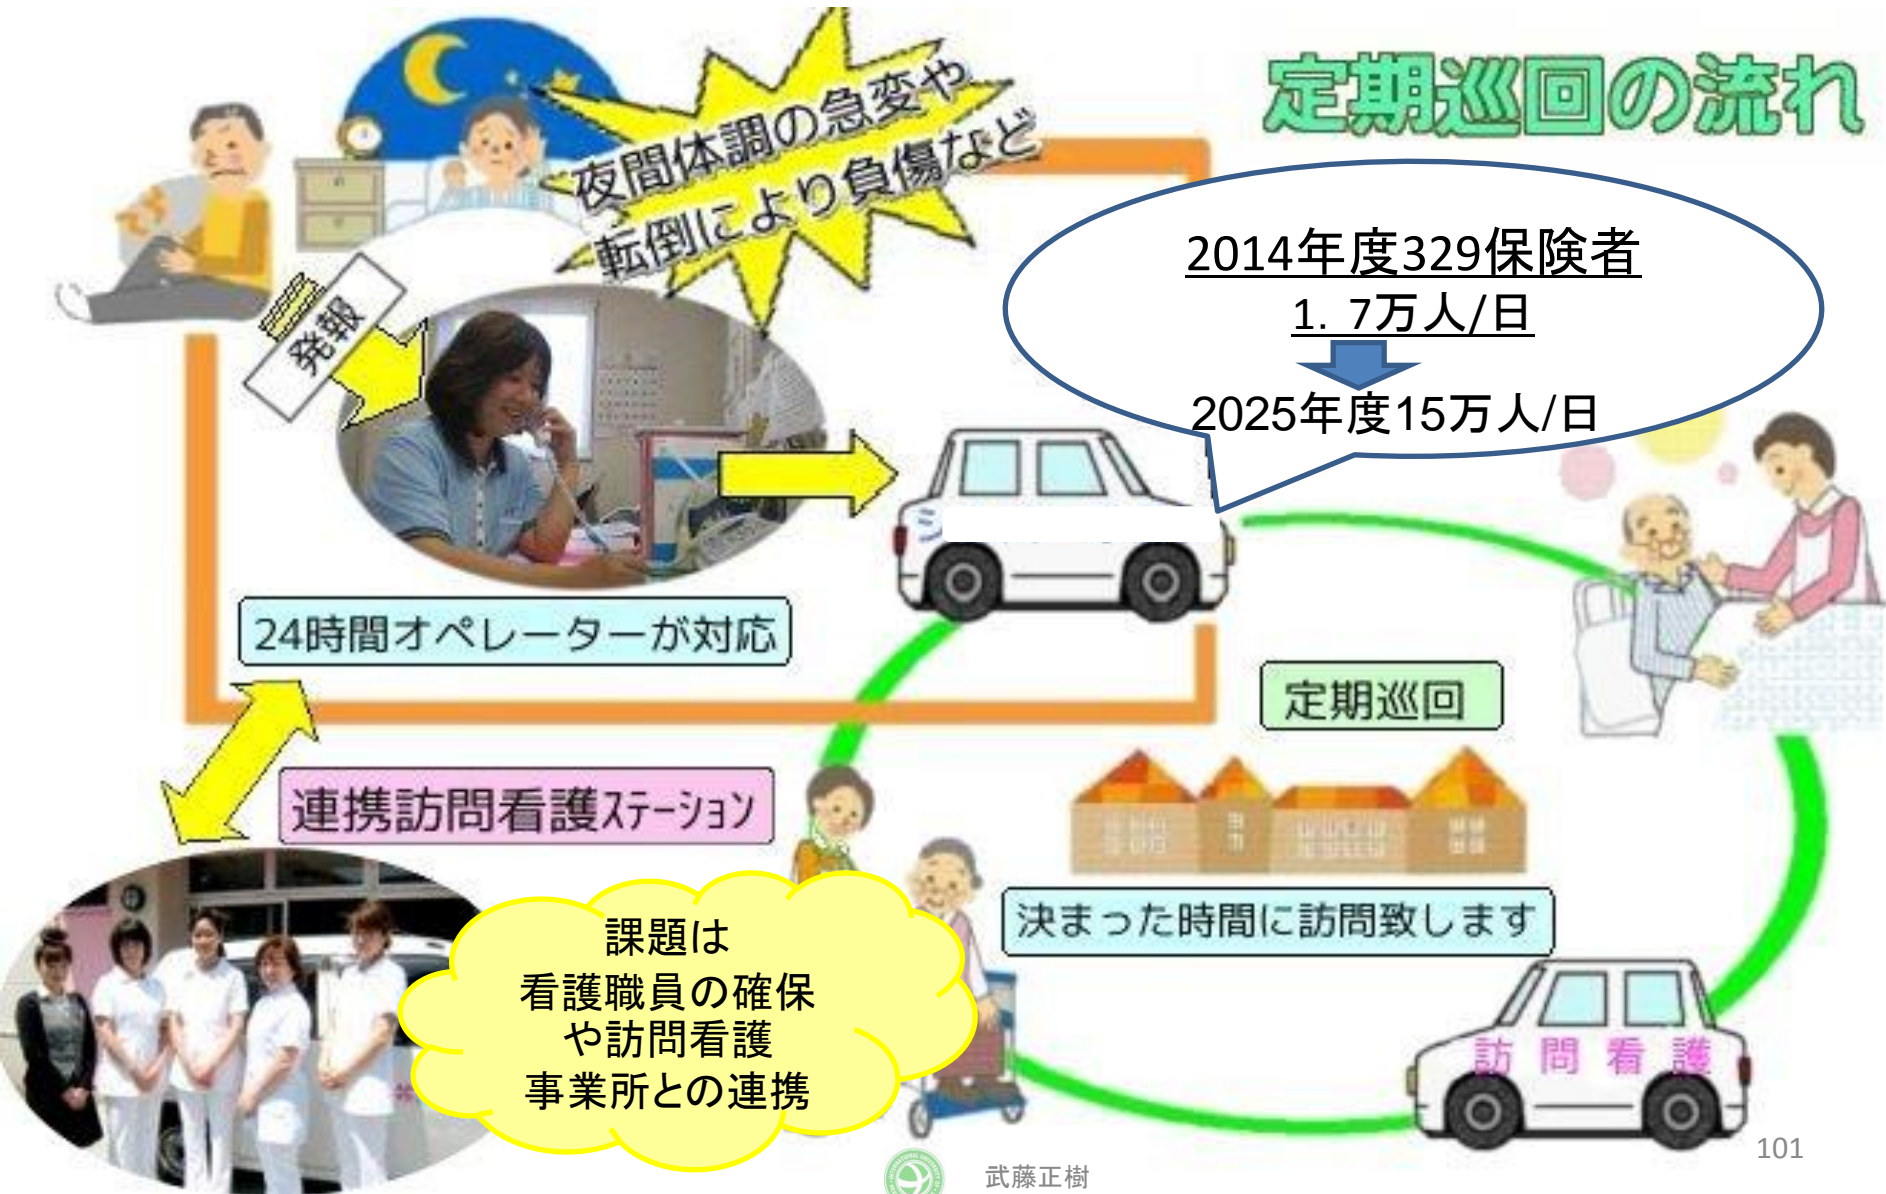 定期巡回の流れ
夜間体調の急変や
転倒により負傷など
発報
2014年度329保険者
1．7万人/日
2025年度15万人/日
24時間オペレーターが対応
定期巡回
連携訪問看護ステーション
決まった時間に訪問致します
課題は
看護職員の確保
や訪問看護
事業所との連携
訪問看護
武藤正樹
101